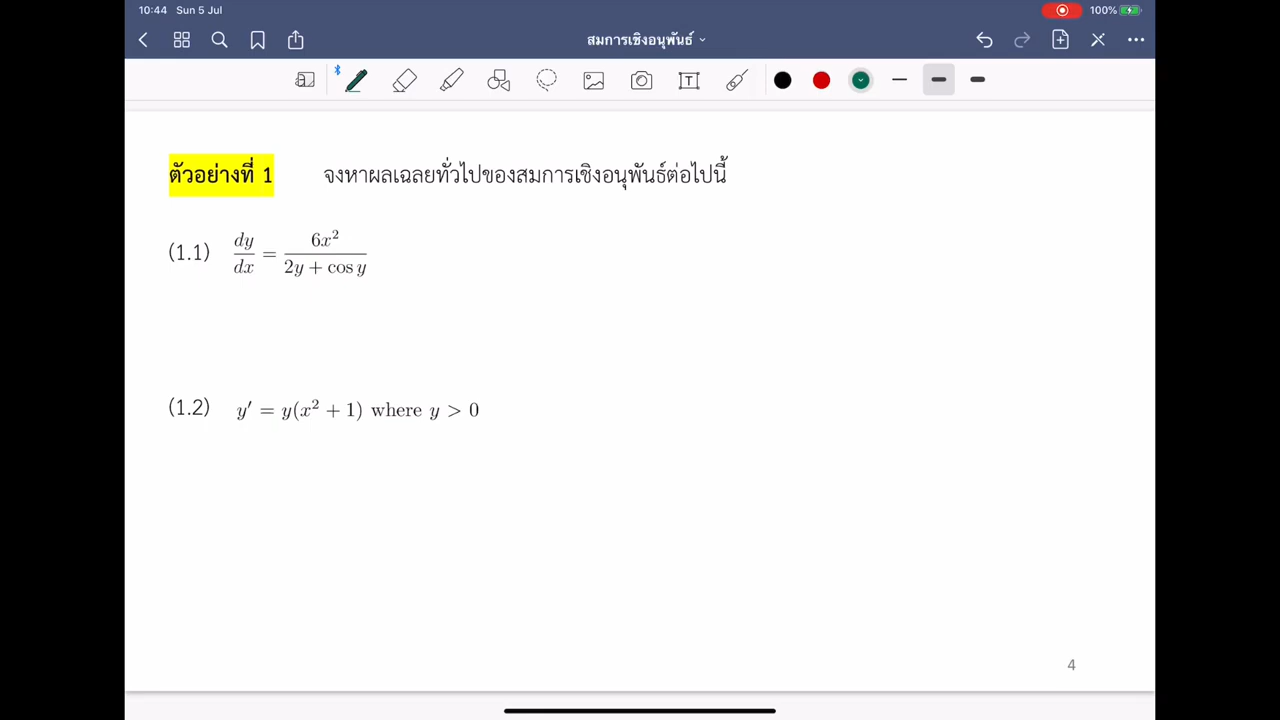 10:44 Sun 5 Jul 100%
สมการเชิงอนุพันธ์
T
ตัวอย่างที่ 1 จงหาผลเฉลยทั่วไปของสมการเชิงอนุพันธ์ต่อไปนี้
(1.1) dy/dx = 6x²/(2y + cos y)
(1.2) y′ = y(x² + 1) where y > 0
4